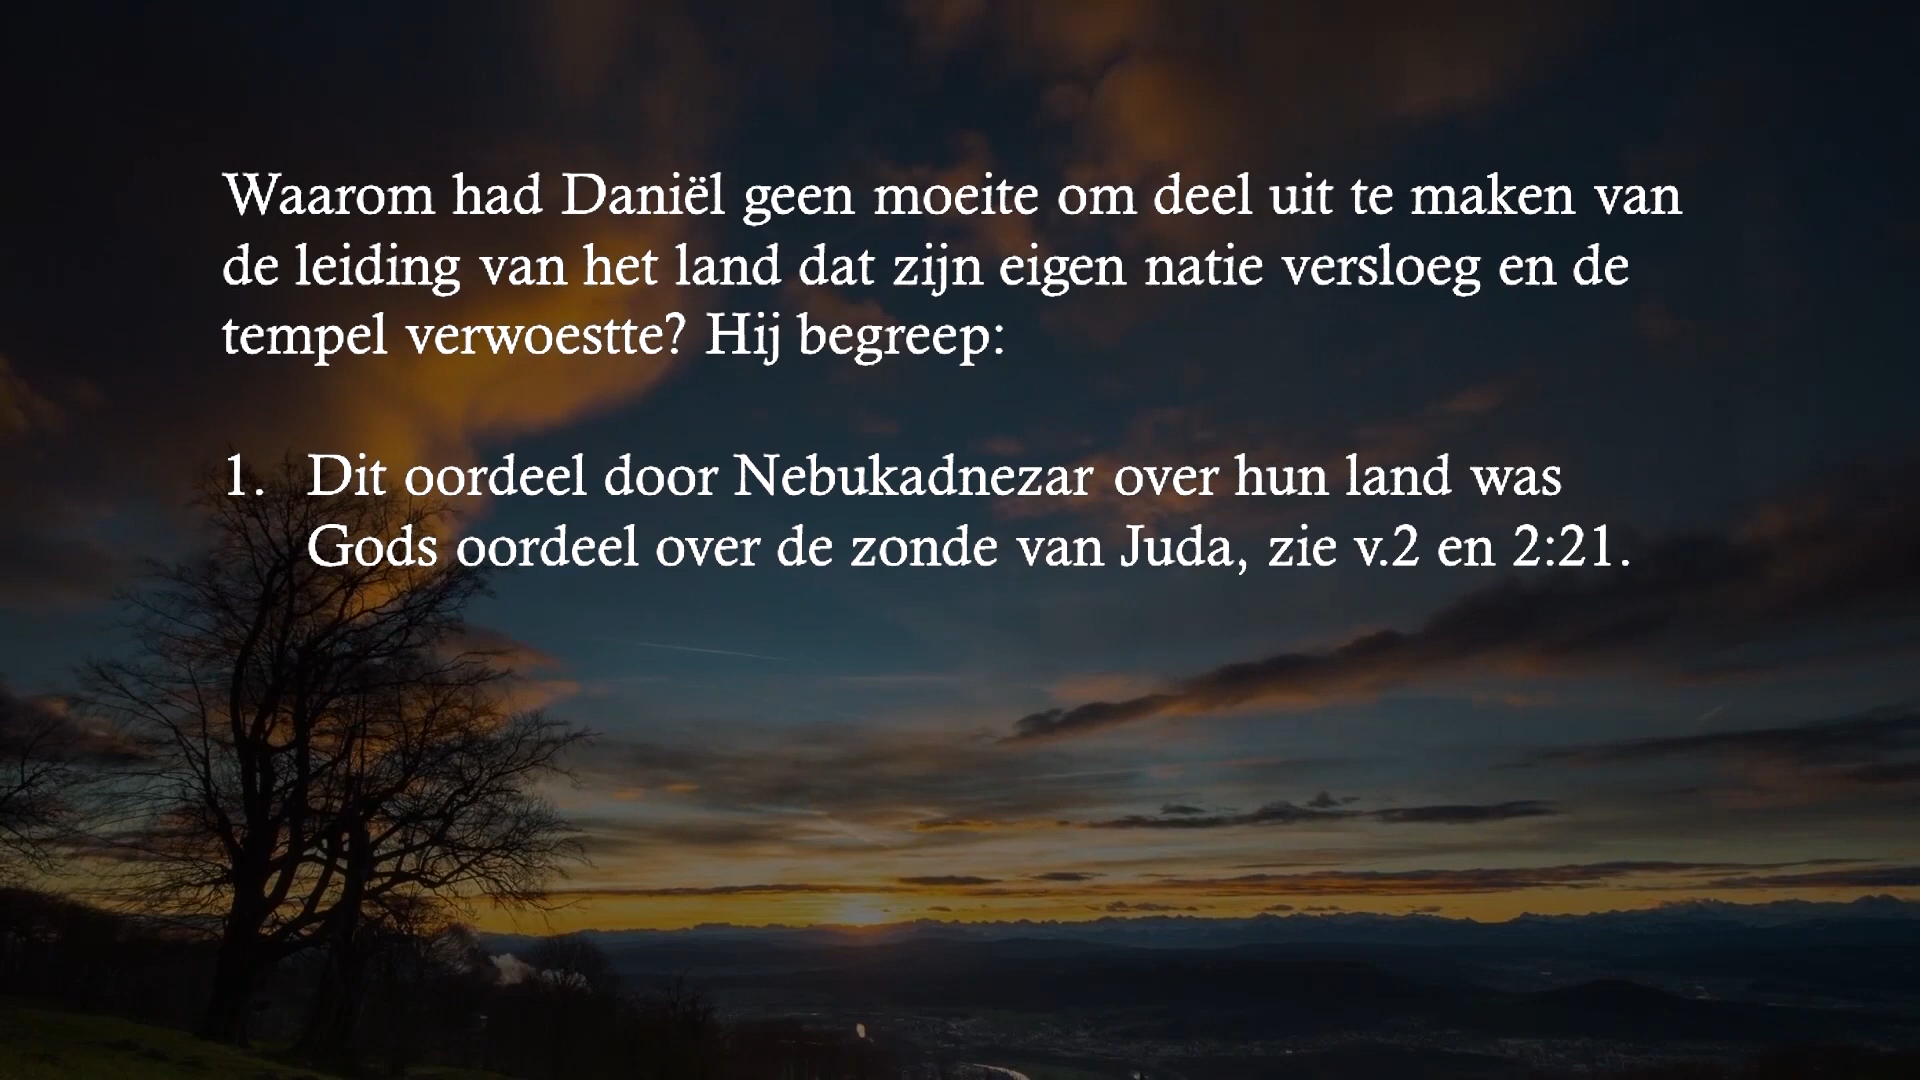 Waarom had Daniël geen moeite om deel uit te maken van
de leiding van het land dat zijn eigen natie versloeg en de
tempel verwoestte? Hij begreep:
1. Dit oordeel door Nebukadnezar over hun land was
Gods oordeel over de zonde van Juda, zie v.2 en 2:21.